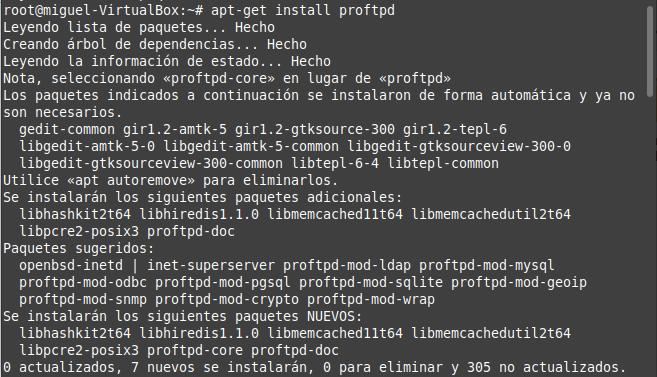 root@miguel-VirtualBox:~# apt-get install proftpd
Leyendo lista de paquetes... Hecho
Creando árbol de dependencias... Hecho
Leyendo la información de estado... Hecho
Nota, seleccionando «proftpd-core» en lugar de «proftpd»
Los paquetes indicados a continuación se instalaron de forma automática y ya no
son necesarios.
  gedit-common gir1.2-amtk-5 gir1.2-gtksource-300 gir1.2-tepl-6
  libgedit-amtk-5-0 libgedit-amtk-5-common libgedit-gtksourceview-300-0
  libgedit-gtksourceview-300-common libtepl-6-4 libtepl-common
Utilice «apt autoremove» para eliminarlos.
Se instalarán los siguientes paquetes adicionales:
  libhashkit2t64 libhiredis1.1.0 libmemcached11t64 libmemcachedutil2t64
  libpcre2-posix3 proftpd-doc
Paquetes sugeridos:
  openbsd-inetd | inet-superserver proftpd-mod-ldap proftpd-mod-mysql
  proftpd-mod-odbc proftpd-mod-pgsql proftpd-mod-sqlite proftpd-mod-geoip
  proftpd-mod-snmp proftpd-mod-crypto proftpd-mod-wrap
Se instalarán los siguientes paquetes NUEVOS:
  libhashkit2t64 libhiredis1.1.0 libmemcached11t64 libmemcachedutil2t64
  libpcre2-posix3 proftpd-core proftpd-doc
0 actualizados, 7 nuevos se instalarán, 0 para eliminar y 305 no actualizados.